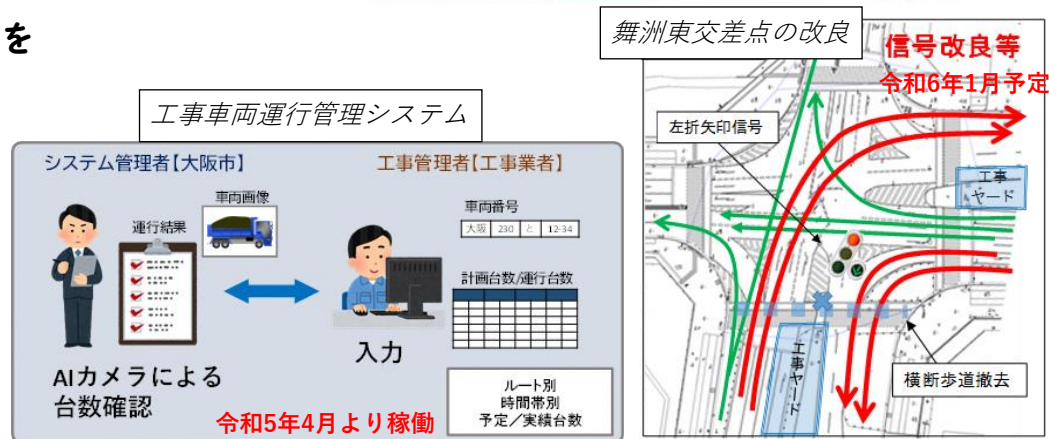 を
工事車両運行管理システム
システム管理者【大阪市】
運行結果
車両画像
AIカメラによる
台数確認
工事管理者【工事業者】
車両番号
大阪 230 と 12-34
計画台数/運行台数
入力
令和5年4月より稼働
ルート別
時間帯別
予定/実績台数
舞洲東交差点の改良
信号改良等
令和6年1月予定
左折矢印信号
工事
ヤード
工事ヤード
横断歩道撤去